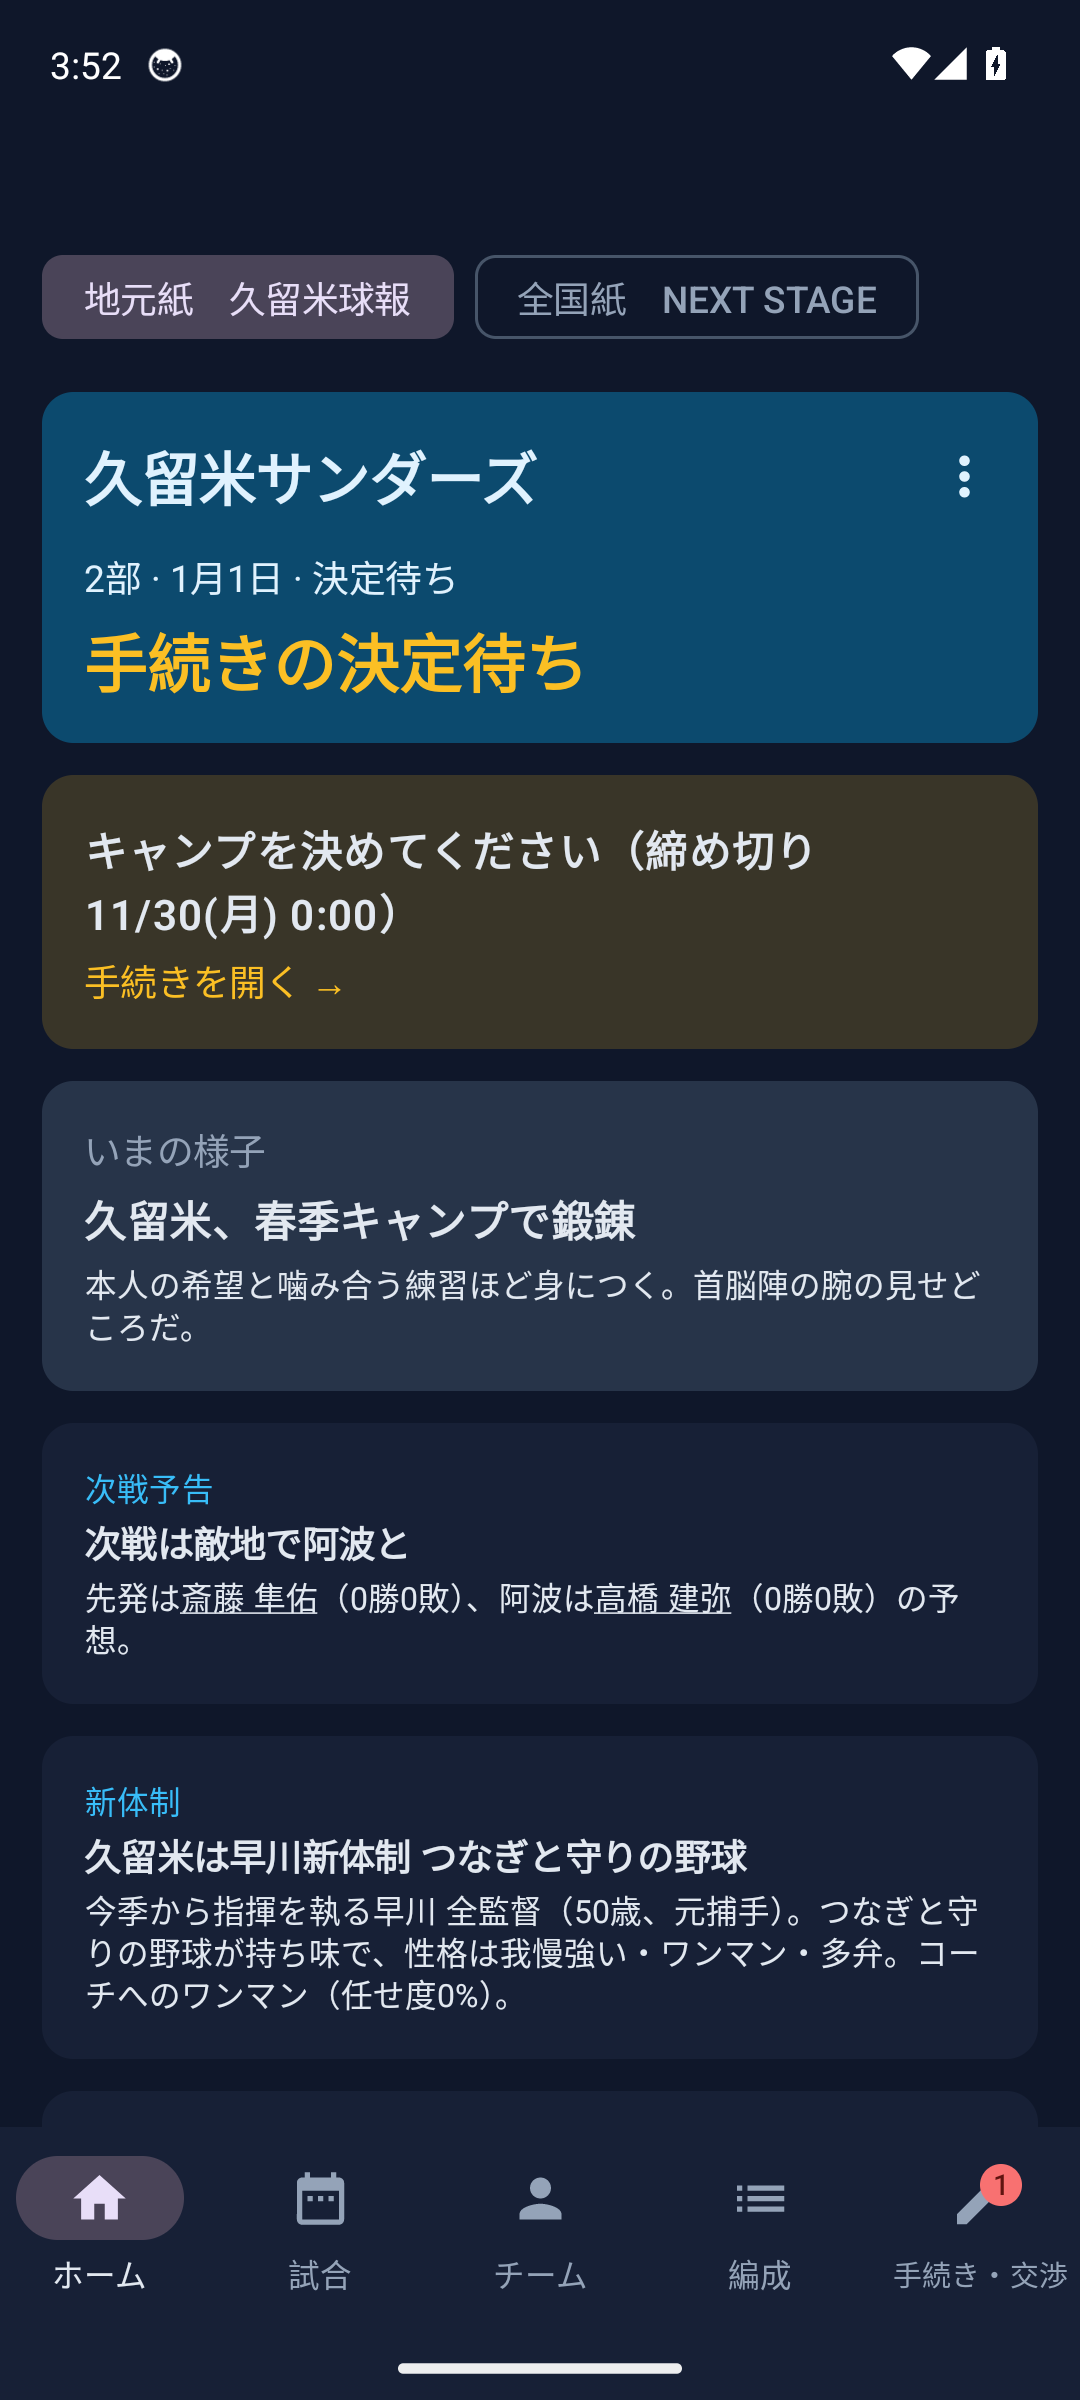 3:52
地元紙　久留米球報
全国紙　NEXT STAGE
久留米サンダーズ
2部 · 1月1日 · 決定待ち
手続きの決定待ち
キャンプを決めてください（締め切り
11/30(月) 0:00）
手続きを開く →
いまの様子
久留米、春季キャンプで鍛錬
本人の希望と噛み合う練習ほど身につく。首脳陣の腕の見せど
ころだ。
次戦予告
次戦は敵地で阿波と
先発は斎藤 隼佑（0勝0敗）、阿波は高橋 建弥（0勝0敗）の予
想。
新体制
久留米は早川新体制 つなぎと守りの野球
今季から指揮を執る早川 全監督（50歳、元捕手）。つなぎと守
りの野球が持ち味で、性格は我慢強い・ワンマン・多弁。コー
チへのワンマン（任せ度0%）。
1
ホーム
試合
チーム
編成
手続き・交渉